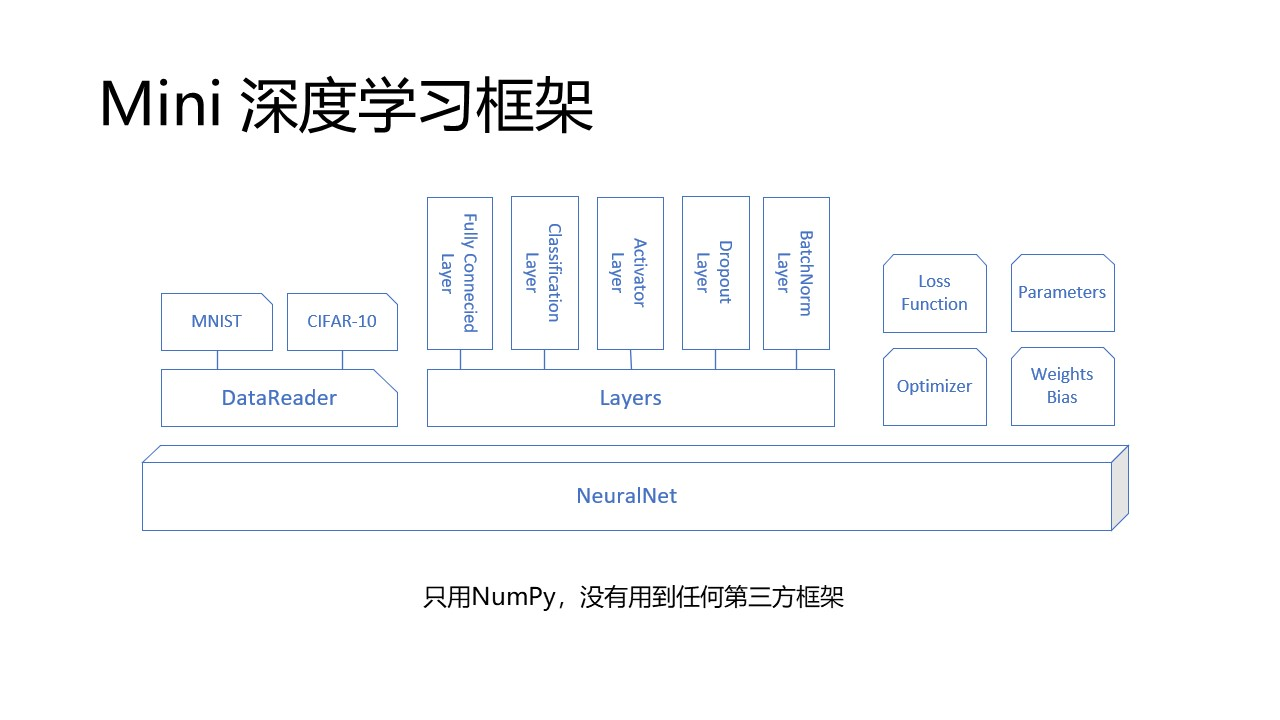 Mini 深度学习框架
Fully Connecied
Layer
Classification
Layer
Activator
Layer
Dropout
Layer
BatchNorm
Layer
Loss
Function
Parameters
MNIST
CIFAR-10
Optimizer
Weights
Bias
DataReader
Layers
NeuralNet
只用NumPy，没有用到任何第三方框架